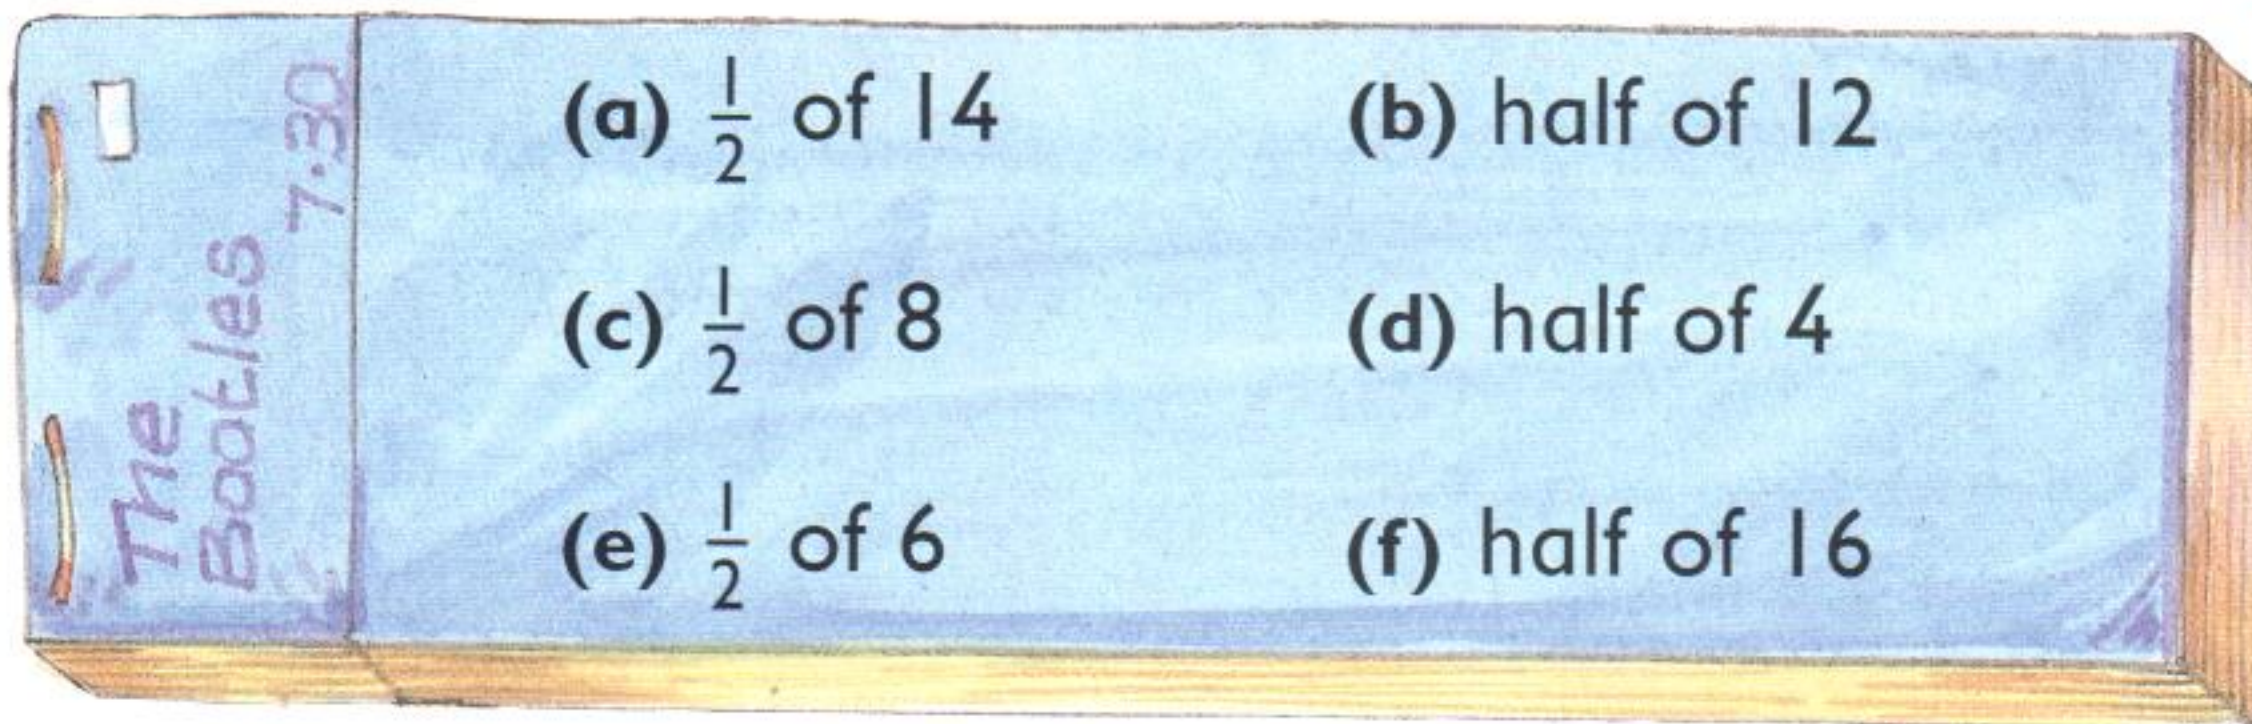 The
Bootles
7.30
(a) 1/2 of 14
(b) half of 12
(c) 1/2 of 8
(d) half of 4
(e) 1/2 of 6
(f) half of 16